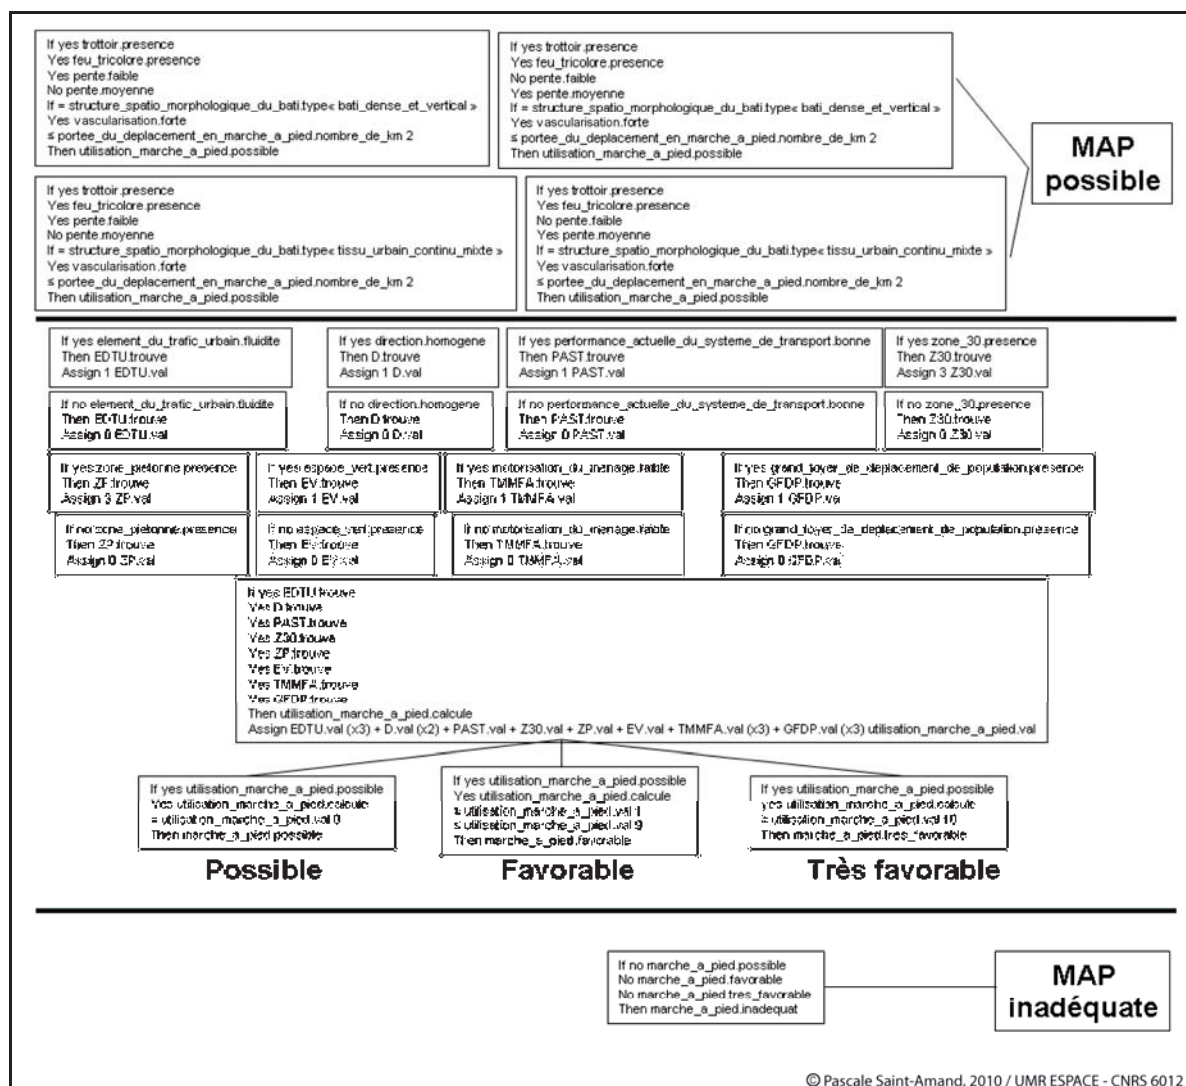 If yes trottoir.presence
Yes feu_tricolore.presence
Yes pente.faible
No pente.moyenne
If = structure_spatio_morphologique_du_bati.type« bati_dense_et_vertical »
Yes vascularisation.forte
≤ portee_du_deplacement_en_marche_a_pied.nombre_de_km 2
Then utilisation_marche_a_pied.possible
If yes trottoir.presence
Yes feu_tricolore.presence
No pente.faible
Yes pente.moyenne
If = structure_spatio_morphologique_du_bati.type« bati_dense_et_vertical »
Yes vascularisation.forte
≤ portee_du_deplacement_en_marche_a_pied.nombre_de_km 2
Then utilisation_marche_a_pied.possible
MAP
possible
If yes trottoir.presence
Yes feu_tricolore.presence
Yes pente.faible
No pente.moyenne
If = structure_spatio_morphologique_du_bati.type« tissu_urbain_continu_mixte »
Yes vascularisation.forte
≤ portee_du_deplacement_en_marche_a_pied.nombre_de_km 2
Then utilisation_marche_a_pied.possible
If yes trottoir.presence
Yes feu_tricolore.presence
No pente.faible
Yes pente.moyenne
If = structure_spatio_morphologique_du_bati.type« tissu_urbain_continu_mixte »
Yes vascularisation.forte
≤ portee_du_deplacement_en_marche_a_pied.nombre_de_km 2
Then utilisation_marche_a_pied.possible
If yes element_du_trafic_urbain.fluidite
Then EDTU.trouve
Assign 1 EDTU.val
If yes direction.homogene
Then D.trouve
Assign 1 D.val
If yes performance_actuelle_du_systeme_de_transport.bonne
Then PAST.trouve
Assign 1 PAST.val
If yes zone_30.presence
Then Z30.trouve
Assign 3 Z30.val
If no element_du_trafic_urbain.fluidite
Then EDTU.trouve
Assign 0 EDTU.val
If no direction.homogene
Then D.trouve
Assign 0 D.val
If no performance_actuelle_du_systeme_de_transport.bonne
Then PAST.trouve
Assign 0 PAST.val
If no zone_30.presence
Then Z30.trouve
Assign 0 Z30.val
If yes zone_pietonne.presence
Then ZP.trouve
Assign 3 ZP.val
If yes espace_vert.presence
Then EV.trouve
Assign 1 EV.val
If yes motorisation_du_menage.faible
Then TMMFA.trouve
Assign 1 TMMFA.val
If yes grand_foyer_de_deplacement_de_population.presence
Then GFDP.trouve
Assign 1 GFDP.val
If no zone_pietonne.presence
Then ZP.trouve
Assign 0 ZP.val
If no espace_vert.presence
Then EV.trouve
Assign 0 EV.val
If no motorisation_du_menage.faible
Then TMMFA.trouve
Assign 0 TMMFA.val
If no grand_foyer_de_deplacement_de_population.presence
Then GFDP.trouve
Assign 0 GFDP.val
If yes EDTU.trouve
Yes D.trouve
Yes PAST.trouve
Yes Z30.trouve
Yes ZP.trouve
Yes EV.trouve
Yes TMMFA.trouve
Yes GFDP.trouve
Then utilisation_marche_a_pied.calcule
Assign EDTU.val (x3) + D.val (x2) + PAST.val + Z30.val + ZP.val + EV.val + TMMFA.val (x3) + GFDP.val (x3) utilisation_marche_a_pied.val
If yes utilisation_marche_a_pied.possible
Yes utilisation_marche_a_pied.calcule
= utilisation_marche_a_pied.val 0
Then marche_a_pied.possible
If yes utilisation_marche_a_pied.possible
Yes utilisation_marche_a_pied.calcule
≥ utilisation_marche_a_pied.val 1
≤ utilisation_marche_a_pied.val 9
Then marche_a_pied.favorable
If yes utilisation_marche_a_pied.possible
yes utilisation_marche_a_pied.calcule
≥ utilisation_marche_a_pied.val 10
Then marche_a_pied.tres_favorable
Possible
Favorable
Très favorable
If no marche_a_pied.possible
No marche_a_pied.favorable
No marche_a_pied.tres_favorable
Then marche_a_pied.inadequat
MAP
inadéquate
© Pascale Saint-Amand, 2010 / UMR ESPACE - CNRS 6012